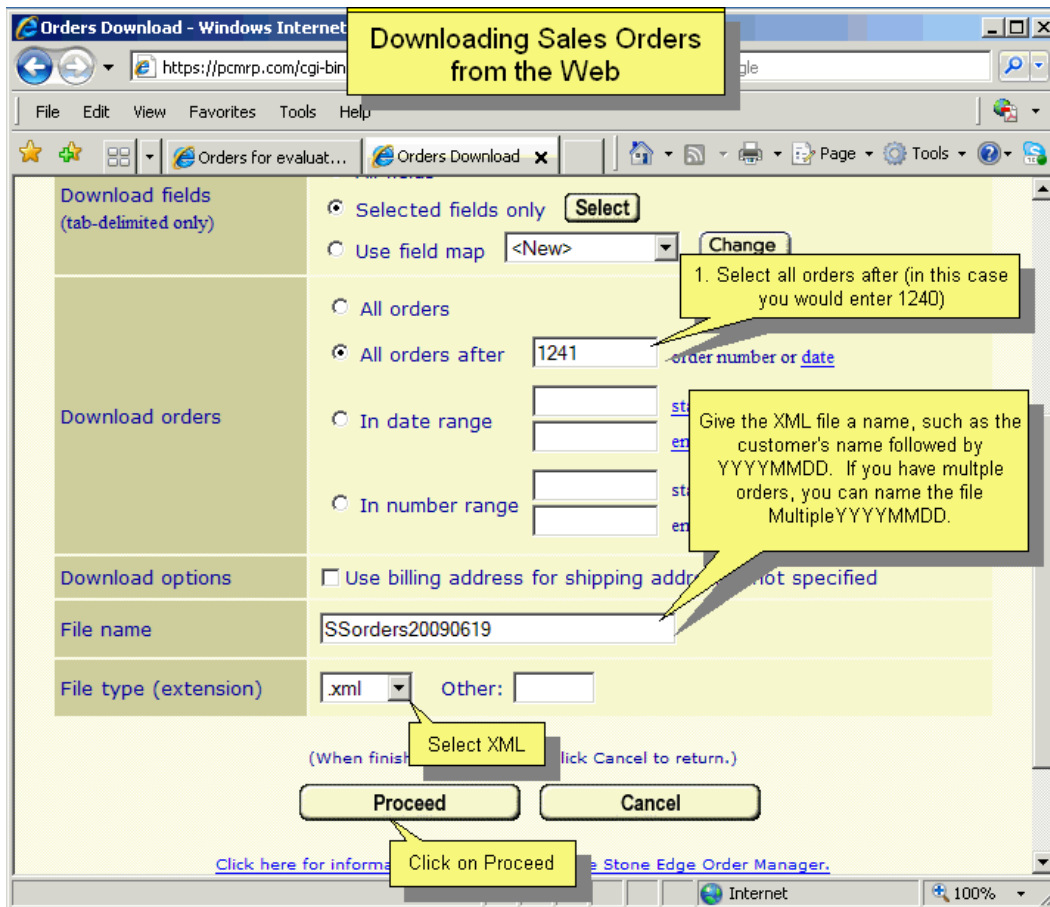 Orders Download - Windows Inter
Downloading Sales Orders
from the Web
https://pcmrp.com/cgi-bin
gle
File Edit View Favorites Tools Help
Orders for evaluat... Orders Download Page Tools
Download fields
(tab-delimited only)
Selected fields only Select
Use field map <New> Change
1. Select all orders after (in this case
you would enter 1240)
All orders
All orders after 1241 order number or date
Download orders
In date range
Give the XML file a name, such as the
customer's name followed by
YYYYMMDD. If you have multple
orders, you can name the file
MultipleYYYYMMDD.
In number range
Download options Use billing address for shipping addr not specified
File name SSorders20090619
File type (extension) .xml Other:
Select XML
(When finish lick Cancel to return.)
Proceed Cancel
Click on Proceed
Click here for informa e Stone Edge Order Manager.
Internet 100%